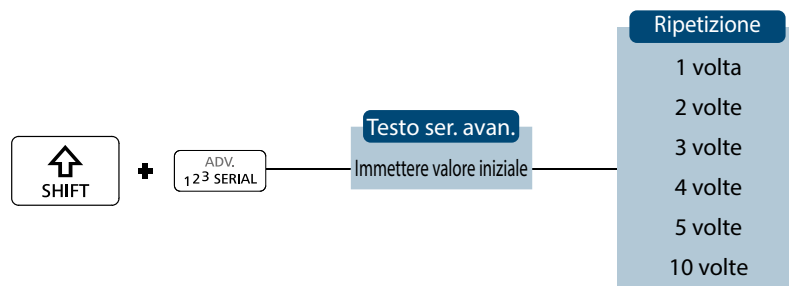 SHIFT
+
ADV.
123 SERIAL
Testo ser. avan.
Immettere valore iniziale
Ripetizione
1 volta
2 volte
3 volte
4 volte
5 volte
10 volte